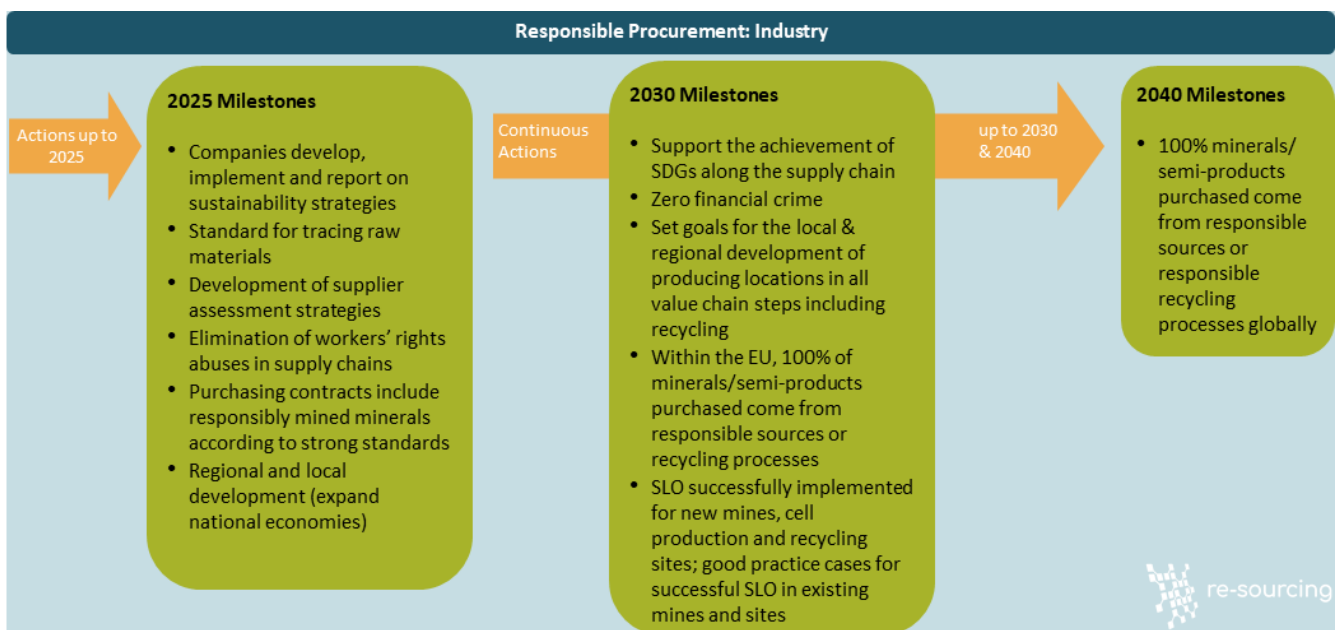 Responsible Procurement: Industry
Actions up to
2025
2025 Milestones
• Companies develop,
implement and report on
sustainability strategies
• Standard for tracing raw
materials
• Development of supplier
assessment strategies
• Elimination of workers’ rights
abuses in supply chains
• Purchasing contracts include
responsibly mined minerals
according to strong standards
• Regional and local
development (expand
national economies)
Continuous
Actions
2030 Milestones
• Support the achievement of
SDGs along the supply chain
• Zero financial crime
• Set goals for the local &
regional development of
producing locations in all
value chain steps including
recycling
• Within the EU, 100% of
minerals/semi-products
purchased come from
responsible sources or
recycling processes
• SLO successfully implemented
for new mines, cell
production and recycling
sites; good practice cases for
successful SLO in existing
mines and sites
up to 2030
& 2040
2040 Milestones
• 100% minerals/
semi-products
purchased come
from responsible
sources or
responsible
recycling
processes globally
re-sourcing